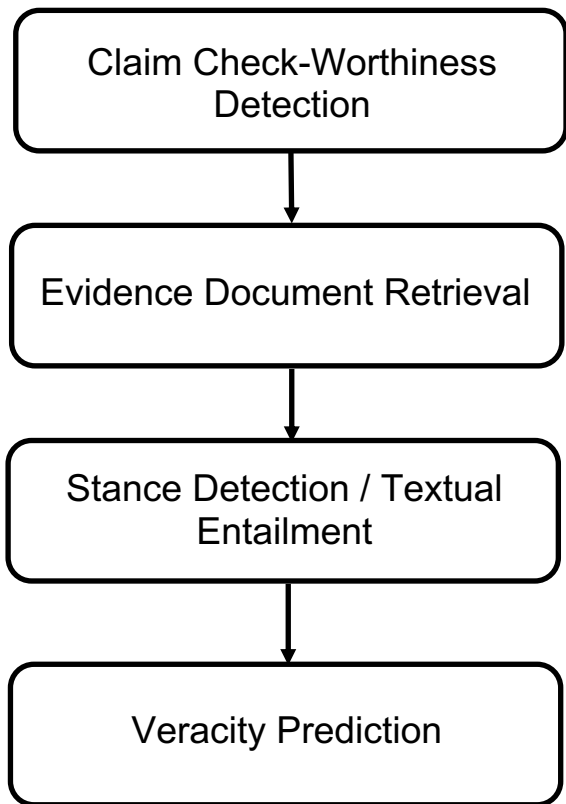 Claim Check-Worthiness
Detection
Evidence Document Retrieval
Stance Detection / Textual
Entailment
Veracity Prediction